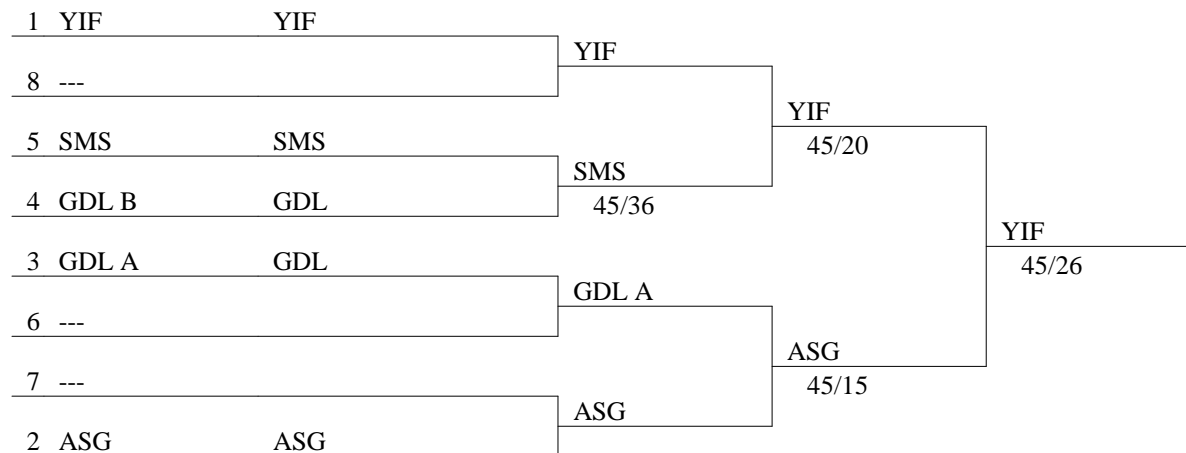 1 YIF YIF
YIF
8 ---
YIF
5 SMS SMS
45/20
SMS
4 GDL B GDL
45/36
YIF
3 GDL A GDL
45/26
GDL A
6 ---
ASG
7 ---
45/15
ASG
2 ASG ASG